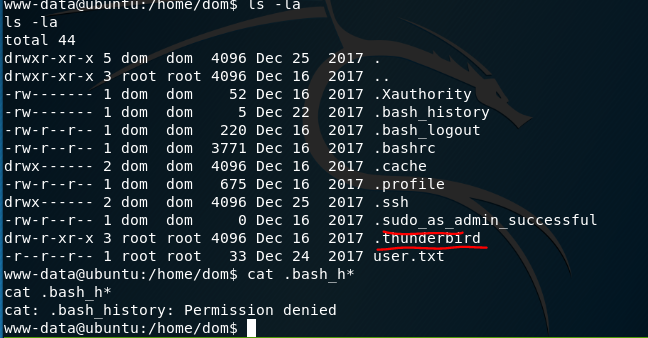 www-data@ubuntu:/home/dom$ ls -la
ls -la
total 44
drwxr-xr-x 5 dom  dom  4096 Dec 25  2017 .
drwxr-xr-x 3 root root 4096 Dec 16  2017 ..
-rw------- 1 dom  dom    52 Dec 16  2017 .Xauthority
-rw------- 1 dom  dom     5 Dec 22  2017 .bash_history
-rw-r--r-- 1 dom  dom   220 Dec 16  2017 .bash_logout
-rw-r--r-- 1 dom  dom  3771 Dec 16  2017 .bashrc
drwx------ 2 dom  dom  4096 Dec 16  2017 .cache
-rw-r--r-- 1 dom  dom   675 Dec 16  2017 .profile
drwx------ 2 dom  dom  4096 Dec 25  2017 .ssh
-rw-r--r-- 1 dom  dom     0 Dec 16  2017 .sudo_as_admin_successful
drw-r-xr-x 3 root root 4096 Dec 16  2017 .thunderbird
-r--r--r-- 1 root root   33 Dec 24  2017 user.txt
www-data@ubuntu:/home/dom$ cat .bash_h*
cat .bash_h*
cat: .bash_history: Permission denied
www-data@ubuntu:/home/dom$